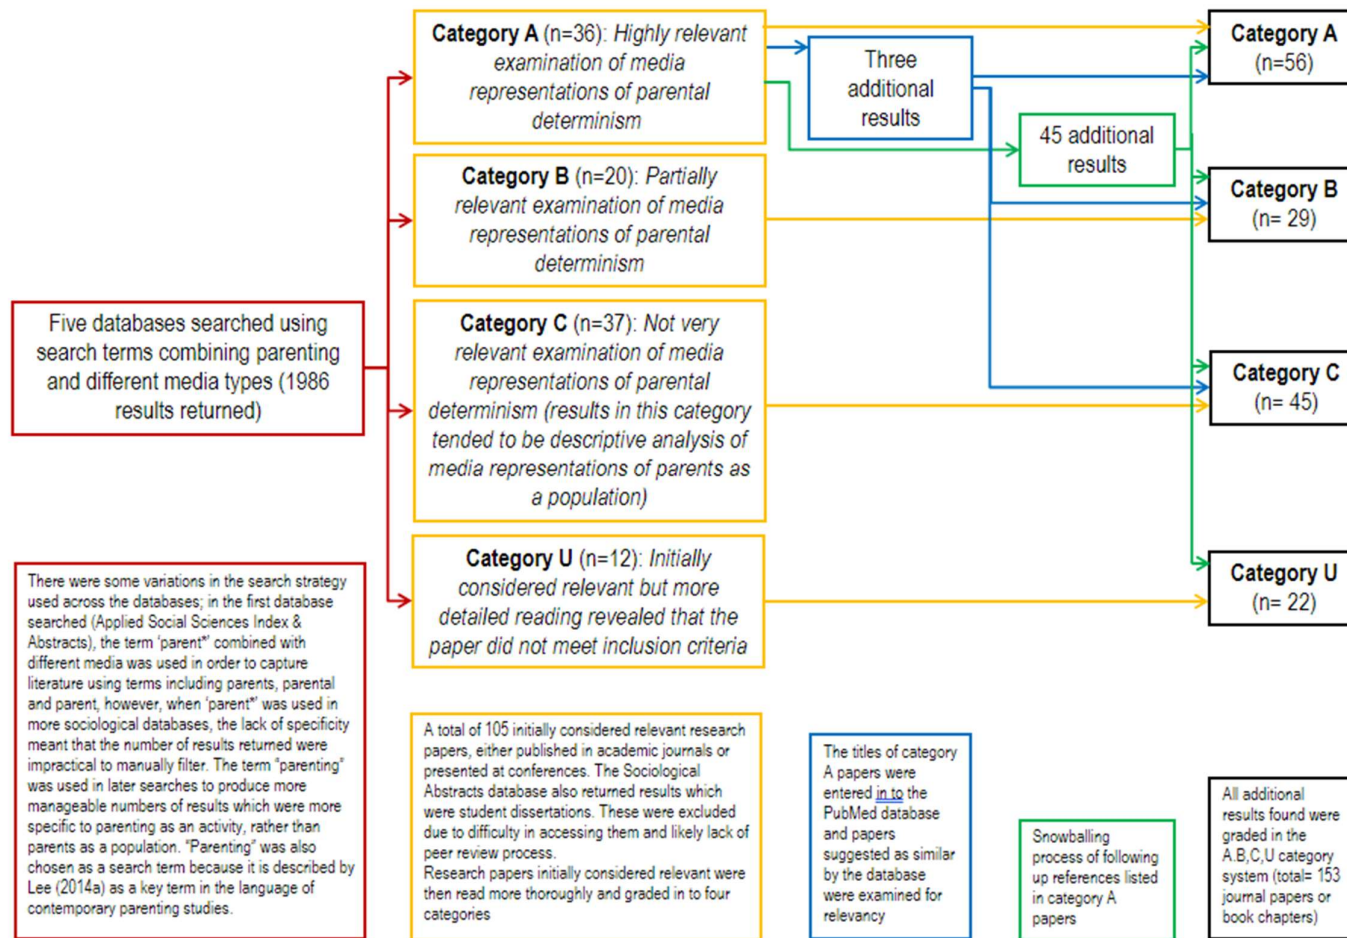 Category A (n=36): Highly relevant
examination of media
representations of parental
determinism
Three
additional
results
45 additional
results
Category A
(n=56)
Category B (n=20): Partially
relevant examination of media
representations of parental
determinism
Category B
(n= 29)
Five databases searched using
search terms combining parenting
and different media types (1986
results returned)
Category C (n=37): Not very
relevant examination of media
representations of parental
determinism (results in this category
tended to be descriptive analysis of
media representations of parents as
a population)
Category C
(n= 45)
Category U (n=12): Initially
considered relevant but more
detailed reading revealed that the
paper did not meet inclusion criteria
Category U
(n= 22)
There were some variations in the search strategy
used across the databases; in the first database
searched (Applied Social Sciences Index &
Abstracts), the term ‘parent*’ combined with
different media was used in order to capture
literature using terms including parents, parental
and parent, however, when ‘parent*’ was used in
more sociological databases, the lack of specificity
meant that the number of results returned were
impractical to manually filter. The term “parenting”
was used in later searches to produce more
manageable numbers of results which were more
specific to parenting as an activity, rather than
parents as a population. “Parenting” was also
chosen as a search term because it is described by
Lee (2014a) as a key term in the language of
contemporary parenting studies.
A total of 105 initially considered relevant research
papers, either published in academic journals or
presented at conferences. The Sociological
Abstracts database also returned results which
were student dissertations. These were excluded
due to difficulty in accessing them and likely lack of
peer review process.
Research papers initially considered relevant were
then read more thoroughly and graded in to four
categories
The titles of category
A papers were
entered in to the
PubMed database
and papers
suggested as similar
by the database
were examined for
relevancy
Snowballing
process of following
up references listed
in category A
papers
All additional
results found were
graded in the
A.B,C,U category
system (total= 153
journal papers or
book chapters)